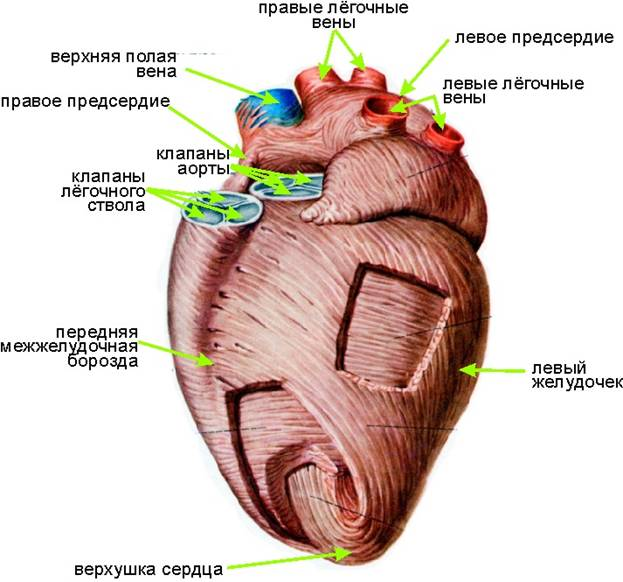 правые лёгочные
вены
левое предсердие
верхняя полая
вена
левые лёгочные
вены
правое предсердие
клапаны
аорты
клапаны
лёгочного
ствола
передняя
межжелудочная
борозда
левый
желудочек
верхушка сердца